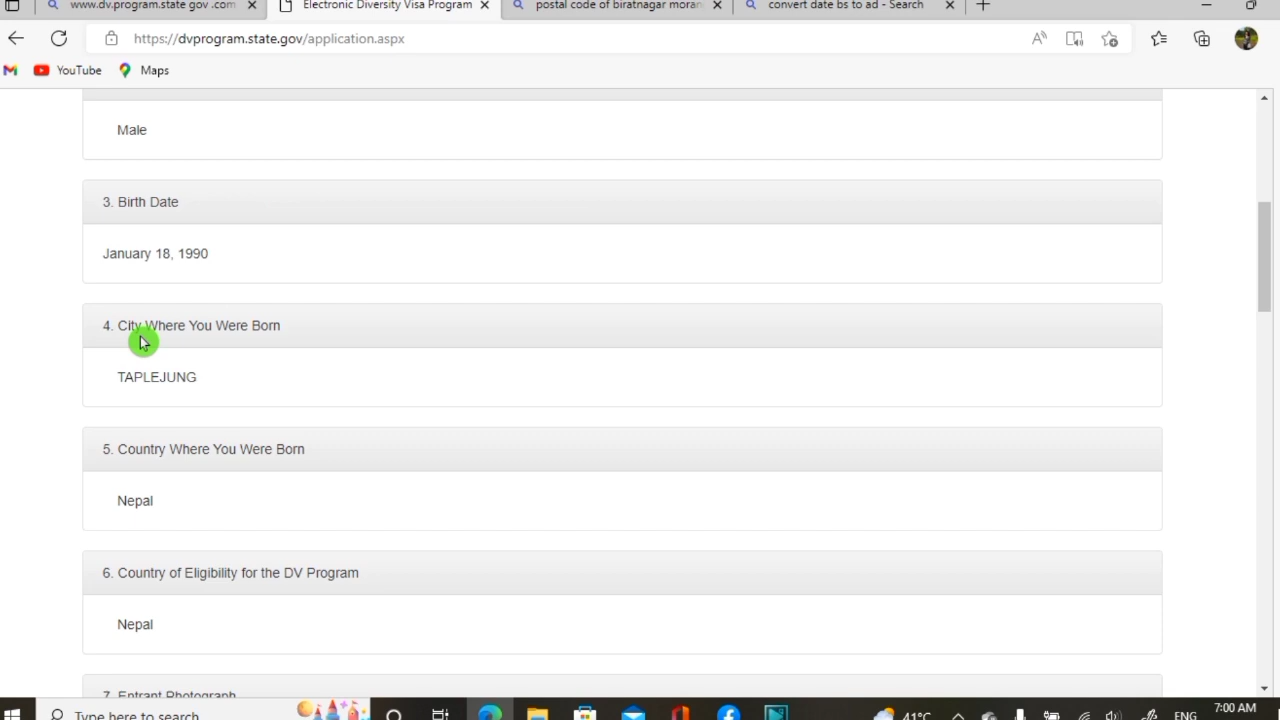 www.dv.program.state gov .com
Electronic Diversity Visa Program
postal code of biratnagar moran
convert date bs to ad - Search
https://dvprogram.state.gov/application.aspx
YouTube
Maps
Male
3. Birth Date
January 18, 1990
4. City Where You Were Born
TAPLEJUNG
5. Country Where You Were Born
Nepal
6. Country of Eligibility for the DV Program
Nepal
7. Entrant Photograph
Type here to search
41°C
ENG
7:00 AM